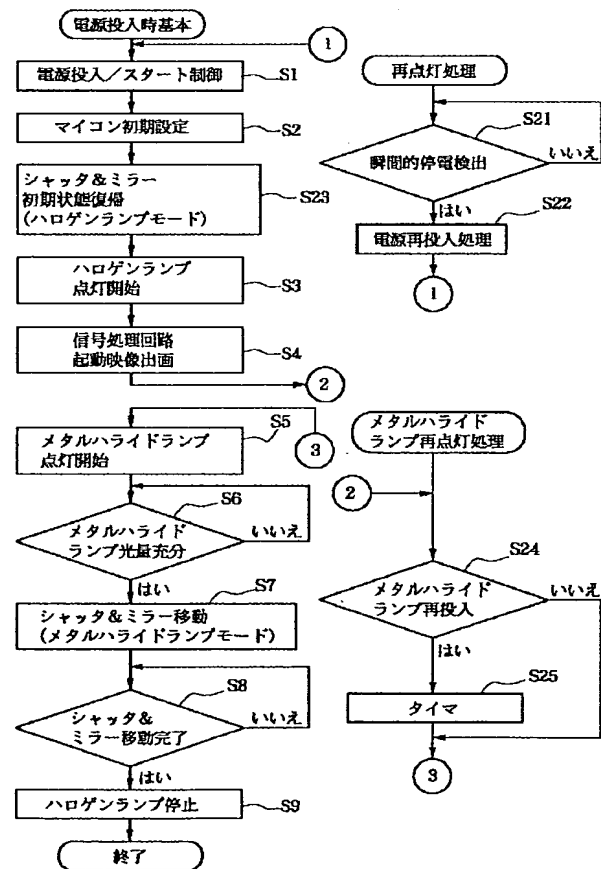 電源投入時基本
1
電源投入／スタート制御
S1
マイコン初期設定
S2
シャッタ&ミラー
初期状態復帰
(ハロゲンランプモード)
S23
ハロゲンランプ
点灯開始
S3
信号処理回路
起動映像出画
S4
2
再点灯処理
S21
瞬間的停電検出
いいえ
はい
S22
電源再投入処理
1
3
メタルハライドランプ
点灯開始
S5
S6
メタルハライド
ランプ光量充分
いいえ
はい
S7
シャッタ&ミラー移動
(メタルハライドランプモード)
S8
シャッタ&
ミラー移動完了
いいえ
はい
ハロゲンランプ停止
S9
終了
メタルハライド
ランプ再点灯処理
2
S24
メタルハライド
ランプ再投入
いいえ
はい
S25
タイマ
3